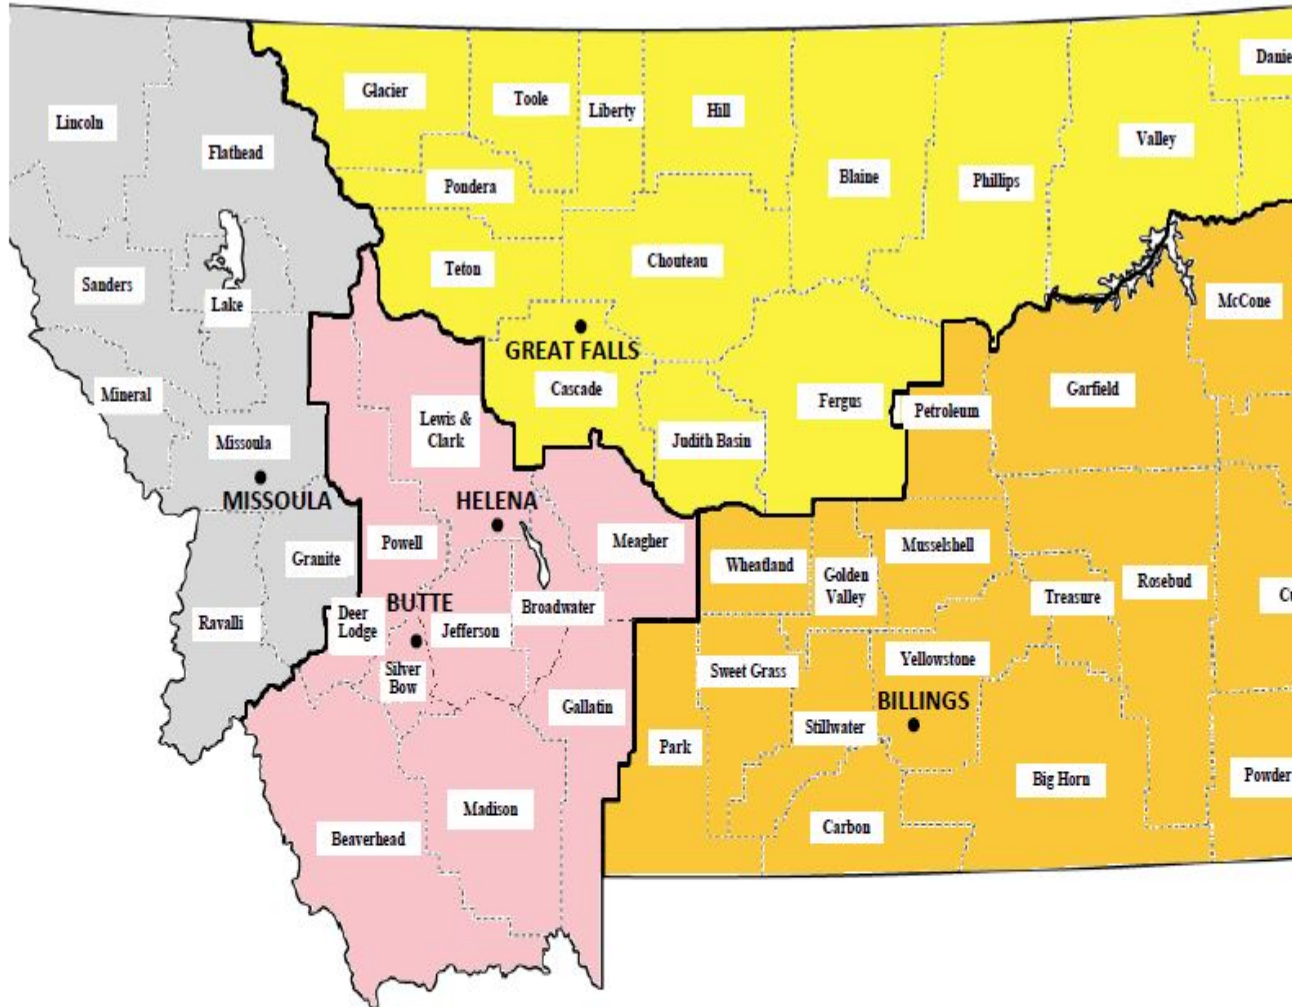 Danie
Glacier
Toole
Liberty
Hill
Lincoln
Valley
Flathead
Blaine
Phillips
Pondera
Teton
Chouteau
Sanders
Lake
McCone
GREAT FALLS
Cascade
Mineral
Garfield
Fergus
Petroleum
Lewis &
Clark
Judith Basin
Missoula
MISSOULA
HELENA
Powell
Meagher
Musselshell
Granite
Wheatland
Golden
Valley
Rosebud
Treasure
Cu
BUTTE
Broadwater
Deer
Lodge
Jefferson
Ravalli
Silver
Bow
Sweet Grass
Yellowstone
BILLINGS
Gallatin
Stillwater
Park
Big Horn
Powder
Madison
Carbon
Beaverhead